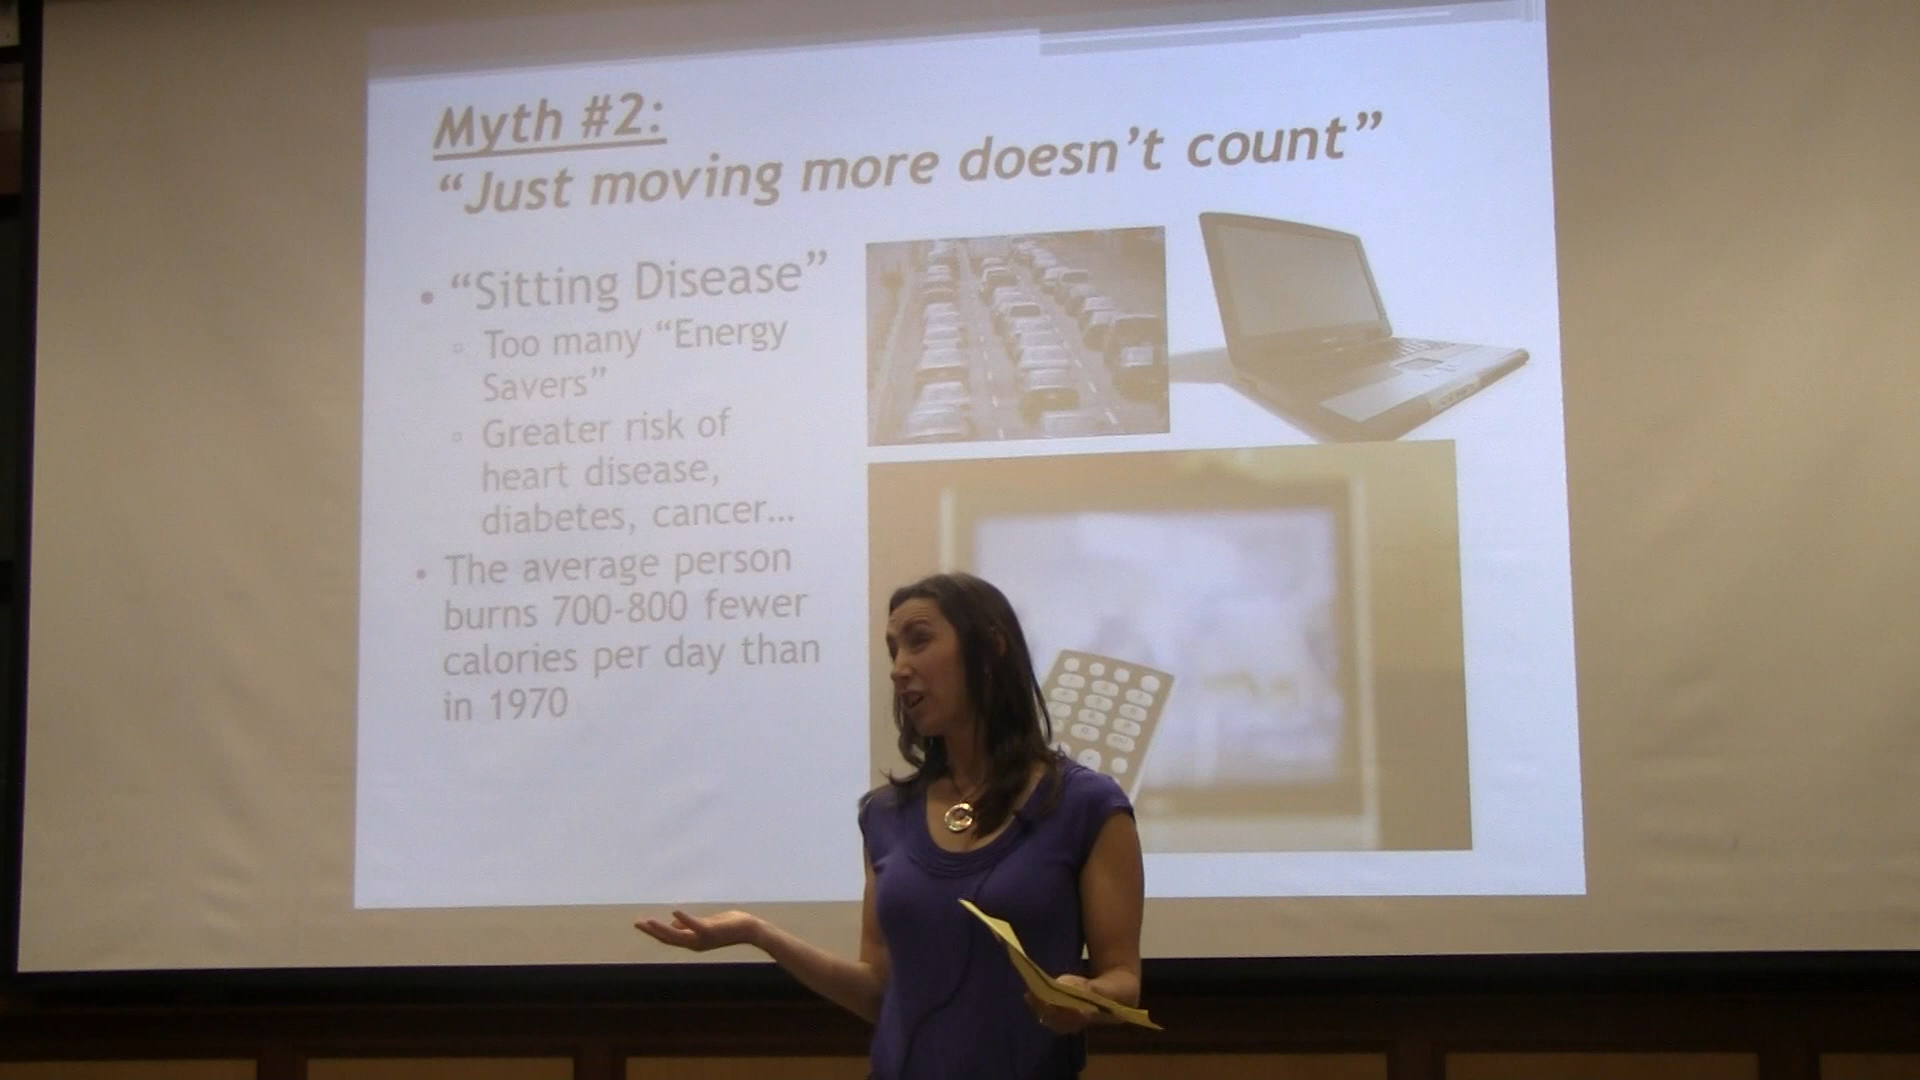 Myth #2:
“Just moving more doesn’t count”
• “Sitting Disease”
▫ Too many “Energy
Savers”
▫ Greater risk of
heart disease,
diabetes, cancer…
• The average person
burns 700-800 fewer
calories per day than
in 1970